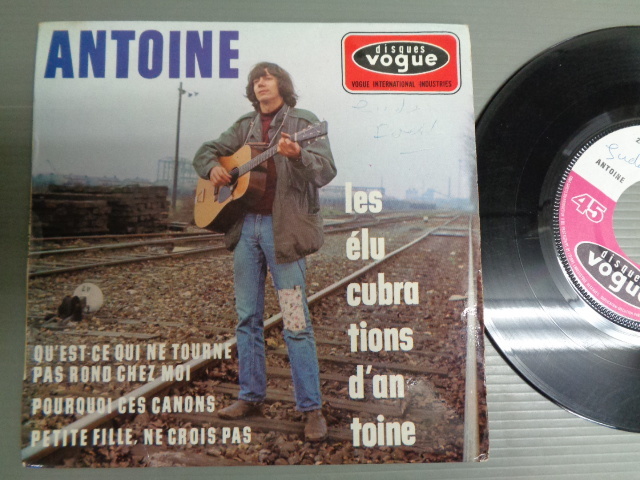 ANTOINE
disques
vogue
VOGUE INTERNATIONAL INDUSTRIES
les
élu
cubra
tions
d'an
toine
QU'EST-CE QUI NE TOURNE
PAS ROND CHEZ MOI
POURQUOI CES CANONS
PETITE FILLE, NE CROIS PAS
ANTOINE
45
disques
vogue